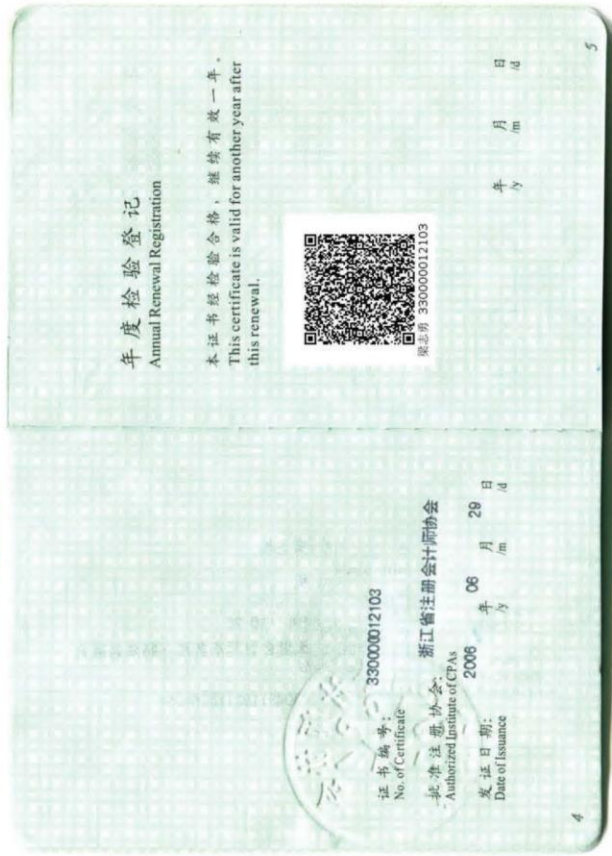 证书编号： 330000012103
No. of Certificate
批准注册协会： 浙江省注册会计师协会
Authorized Institute of CPAs
发证日期： 2006 年 06 月 29 日
Date of Issuance /y /m /d
4
年度检验登记
Annual Renewal Registration
本证书经检验合格，继续有效一年。
This certificate is valid for another year after
this renewal.
梁志勇 330000012103
年 月 日
/y /m /d
5